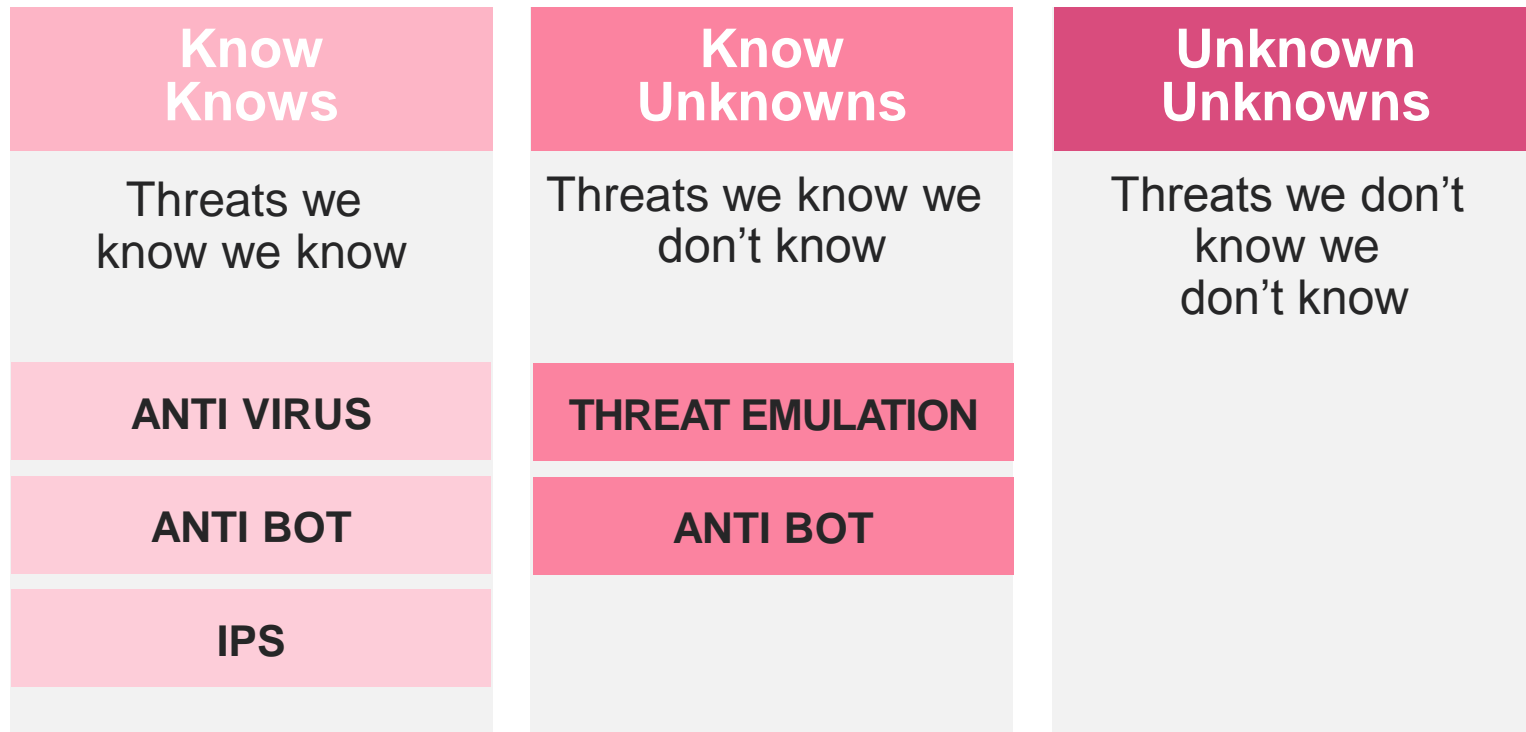 Know
Knows
Threats we
know we know
ANTI VIRUS
ANTI BOT
IPS
Know
Unknowns
Threats we know we
don’t know
THREAT EMULATION
ANTI BOT
Unknown
Unknowns
Threats we don’t
know we
don’t know